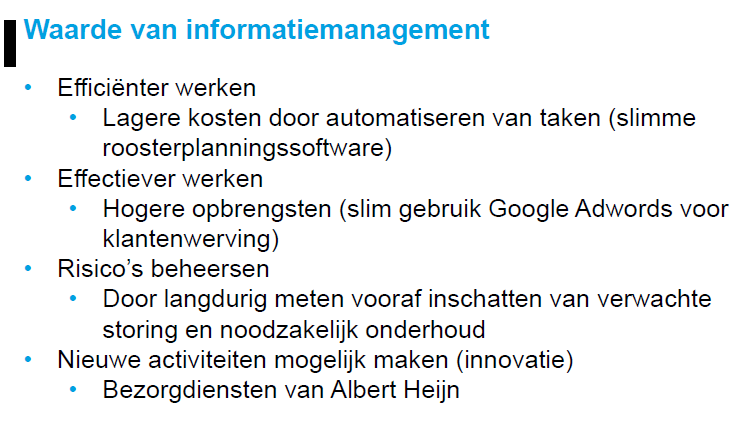 Waarde van informatiemanagement
• Efficiënter werken
• Lagere kosten door automatiseren van taken (slimme
roosterplanningssoftware)
• Effectiever werken
• Hogere opbrengsten (slim gebruik Google Adwords voor
klantenwerving)
• Risico’s beheersen
• Door langdurig meten vooraf inschatten van verwachte
storing en noodzakelijk onderhoud
• Nieuwe activiteiten mogelijk maken (innovatie)
• Bezorgdiensten van Albert Heijn